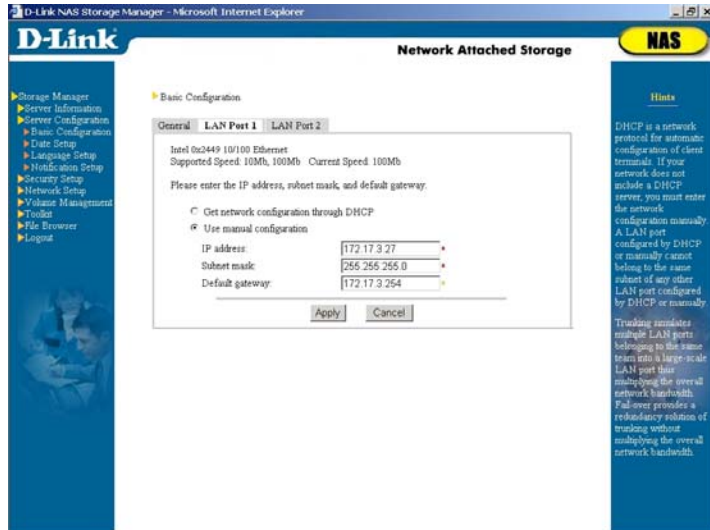 D-Link NAS Storage Manager - Microsoft Internet Explorer
D-Link
Network Attached Storage
NAS
Storage Manager
Server Information
Server Configuration
Basic Configuration
Date Setup
Language Setup
Notification Setup
Security Setup
Network Setup
Volume Management
Toolkit
File Browser
Logout
Basic Configuration
General LAN Port 1 LAN Port 2
Intel 0x2449 10/100 Ethernet
Supported Speed: 10Mb, 100Mb Current Speed: 100Mb
Please enter the IP address, subnet mask, and default gateway.
Get network configuration through DHCP
Use manual configuration
IP address: 172.17.3.27 *
Subnet mask: 255.255.255.0 *
Default gateway: 172.17.3.254 *
Apply Cancel
Hints
DHCP is a network
protocol for automatic
configuration of client
terminals. If your
network does not
include a DHCP
server, you must enter
the network
configuration manually.
A LAN port
configured by DHCP
or manually cannot
belong to the same
subnet of any other
LAN port configured
by DHCP or manually.
Trunking simulates
multiple LAN ports
belonging to the same
team into a large-scale
LAN port thus
multiplying the overall
network bandwidth.
Fail-over provides a
redundancy solution of
trunking without
multiplying the overall
network bandwidth.